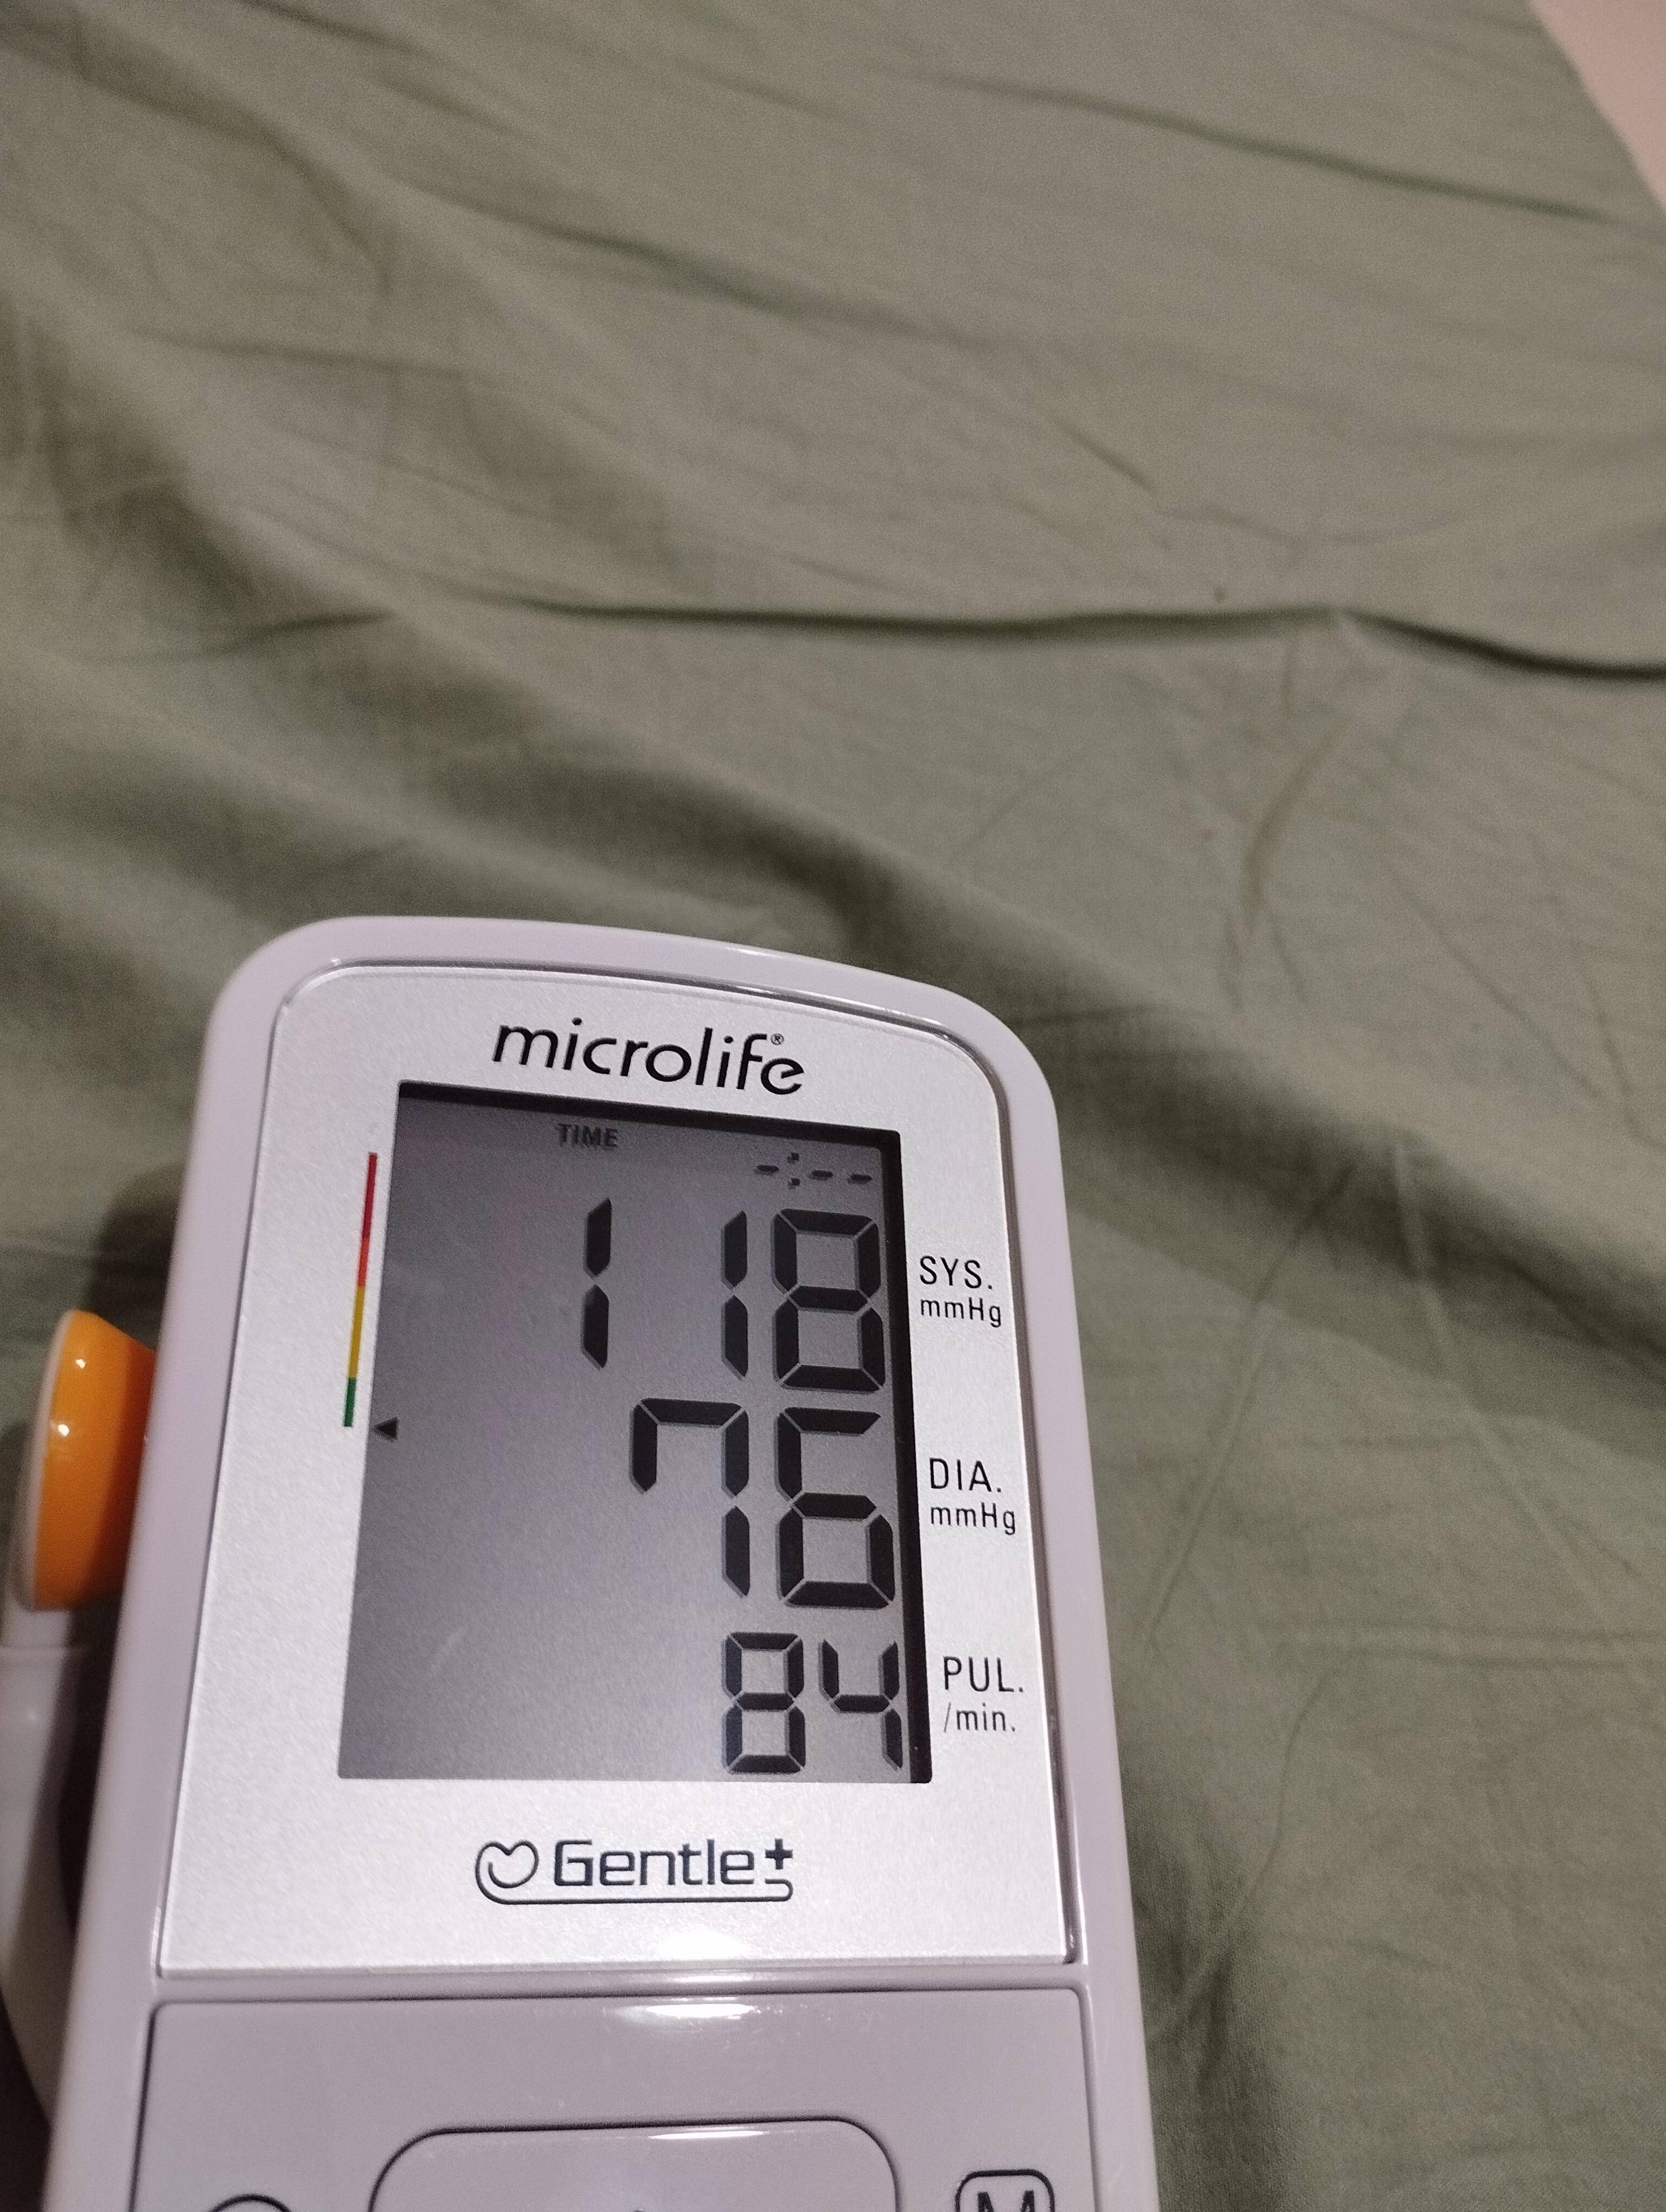 microlife®
TIME
-:--
118 SYS.
mmHg
76 DIA.
mmHg
84 PUL.
/min.
Gentle+
M